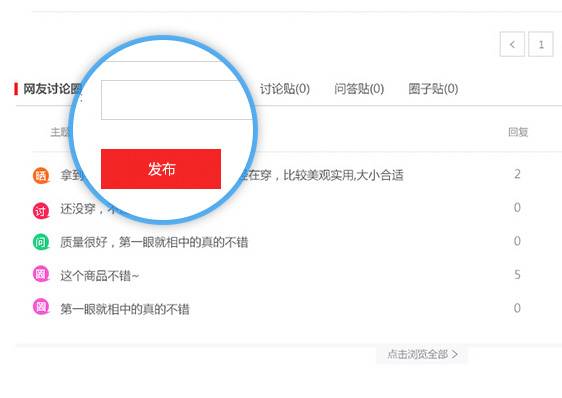 < 1
网友讨论圈 讨论贴(0) 问答贴(0) 圈子贴(0)
主题 回复
发布
晒 拿到 在穿，比较美观实用,大小合适 2
讨 还没穿， 0
问 质量很好，第一眼就相中的真的不错 0
圈 这个商品不错~ 5
圈 第一眼就相中的真的不错 0
点击浏览全部 >